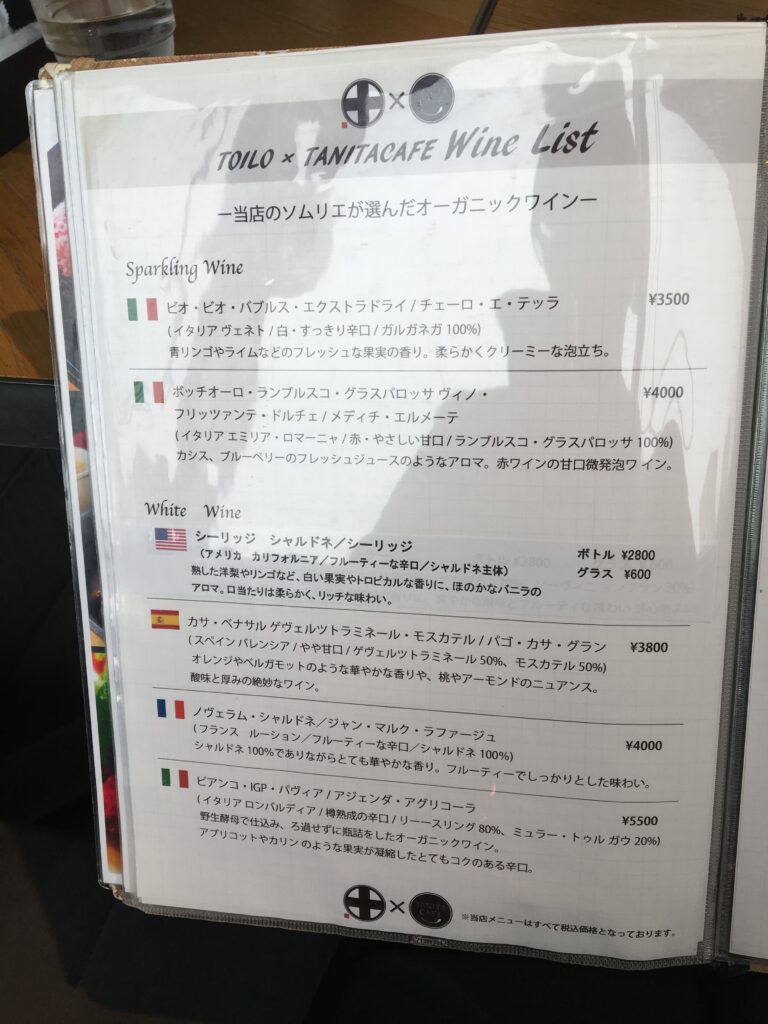 TOILO × TANITACAFE Wine List
ー当店のソムリエが選んだオーガニックワインー
Sparkling Wine
ビオ・ビオ・バブルス・エクストラドライ / チェーロ・エ・テッラ ¥3500
( イタリア ヴェネト / 白・すっきり辛口 / ガルガネガ 100%)
青リンゴやライムなどのフレッシュな果実の香り。柔らかくクリーミーな泡立ち。
ボッチオーロ・ランブルスコ・グラスパロッサ ヴィノ・ ¥4000
フリッツァンテ・ドルチェ / メディチ・エルメーテ
( イタリア エミリア・ロマーニャ / 赤・やさしい甘口 / ランブルスコ・グラスパロッサ 100%)
カシス、ブルーベリーのフレッシュジュースのようなアロマ。赤ワインの甘口微発泡ワ イン。
White Wine
シーリッジ シャルドネ／シーリッジ ボトル ¥2800
（アメリカ カリフォルニア／フルーティーな辛口／シャルドネ主体） グラス ¥600
熟した洋梨やリンゴなど、白い果実やトロピカルな香りに、ほのかなバニラの
アロマ。口当たりは柔らかく、リッチな味わい。
カサ・ベナサル ゲヴェルツトラミネール・モスカテル / パゴ・カサ・グラン ¥3800
( スペイン バレンシア / やや甘口 / ゲヴェルツトラミネール 50%、モスカテル 50%)
オレンジやベルガモットのような華やかな香りや、桃やアーモンドのニュアンス。
酸味と厚みの絶妙なワイン。
ノヴェラム・シャルドネ／ジャン・マルク・ラファージュ ¥4000
( フランス ルーション／フルーティーな辛口／シャルドネ 100%)
シャルドネ 100%でありながらとても華やかな香り。フルーティーでしっかりとした味わい。
ビアンコ・IGP・パヴィア / アジェンダ・アグリコーラ ¥5500
( イタリア ロンバルディア / 樽熟成の辛口 / リースリング 80%、ミュラー・トゥル ガウ 20%)
野生酵母で仕込み、ろ過せずに瓶詰をしたオーガニックワイン。
アプリコットやカリン のような果実が凝縮したとてもコクのある辛口。
TANITA CAFE
※当店メニューはすべて税込価格となっております。